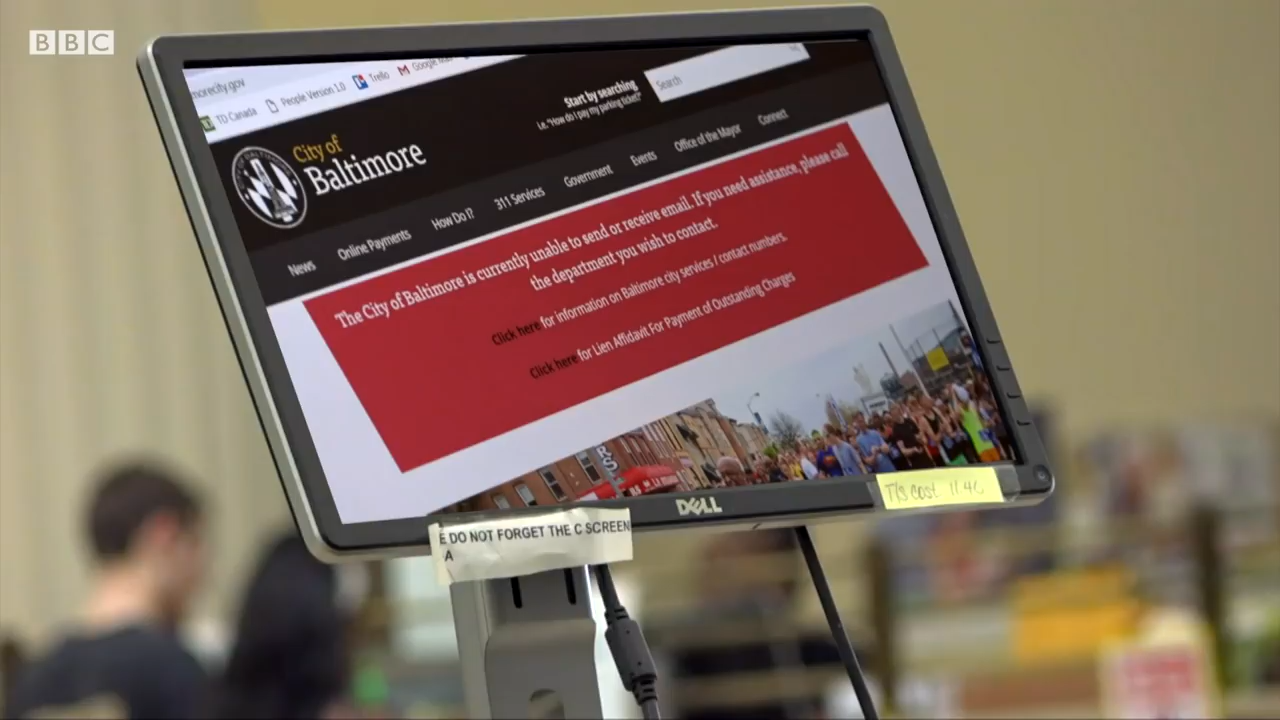 BBC
morecity.gov
TD Canada
People Version 1.0
Trello
Start by searching
i.e. "How do I pay my parking ticket?"
Search
City of
Baltimore
News
Online Payments
How Do I?
311 Services
Government
Events
Office of the Mayor
Connect
The City of Baltimore is currently unable to send or receive email. If you need assistance, please call
the department you wish to contact.
Click here for information on Baltimore city services / contact numbers.
Click here for Lien Affidavit For Payment of Outstanding Charges
DELL
T/s cost
E DO NOT FORGET THE C SCREEN
A